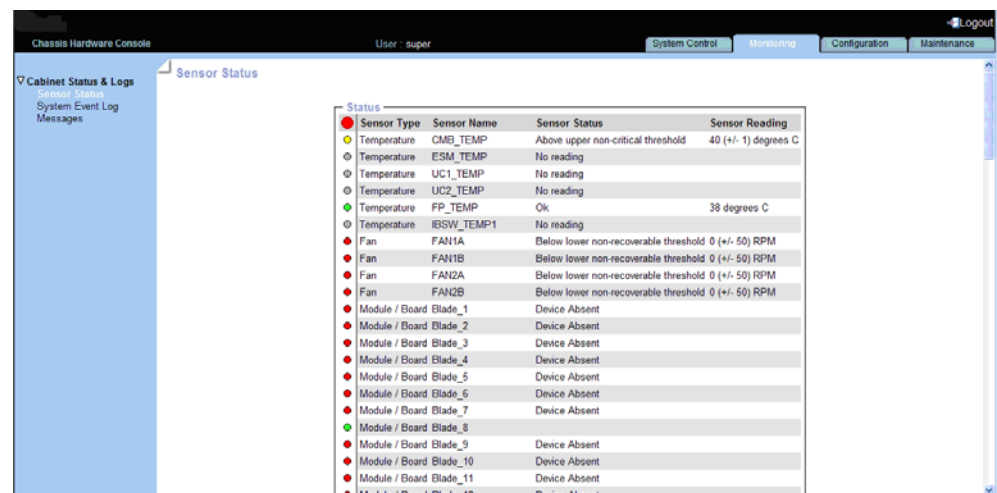 Logout
Chassis Hardware Console
User : super
System Control
Monitoring
Configuration
Maintenance
Cabinet Status & Logs
Sensor Status
System Event Log
Messages
Sensor Status
Status
Sensor Type Sensor Name Sensor Status Sensor Reading
Temperature CMB_TEMP Above upper non-critical threshold 40 (+/- 1) degrees C
Temperature ESM_TEMP No reading
Temperature UC1_TEMP No reading
Temperature UC2_TEMP No reading
Temperature FP_TEMP Ok 38 degrees C
Temperature IBSW_TEMP1 No reading
Fan FAN1A Below lower non-recoverable threshold 0 (+/- 50) RPM
Fan FAN1B Below lower non-recoverable threshold 0 (+/- 50) RPM
Fan FAN2A Below lower non-recoverable threshold 0 (+/- 50) RPM
Fan FAN2B Below lower non-recoverable threshold 0 (+/- 50) RPM
Module / Board Blade_1 Device Absent
Module / Board Blade_2 Device Absent
Module / Board Blade_3 Device Absent
Module / Board Blade_4 Device Absent
Module / Board Blade_5 Device Absent
Module / Board Blade_6 Device Absent
Module / Board Blade_7 Device Absent
Module / Board Blade_8
Module / Board Blade_9 Device Absent
Module / Board Blade_10 Device Absent
Module / Board Blade_11 Device Absent